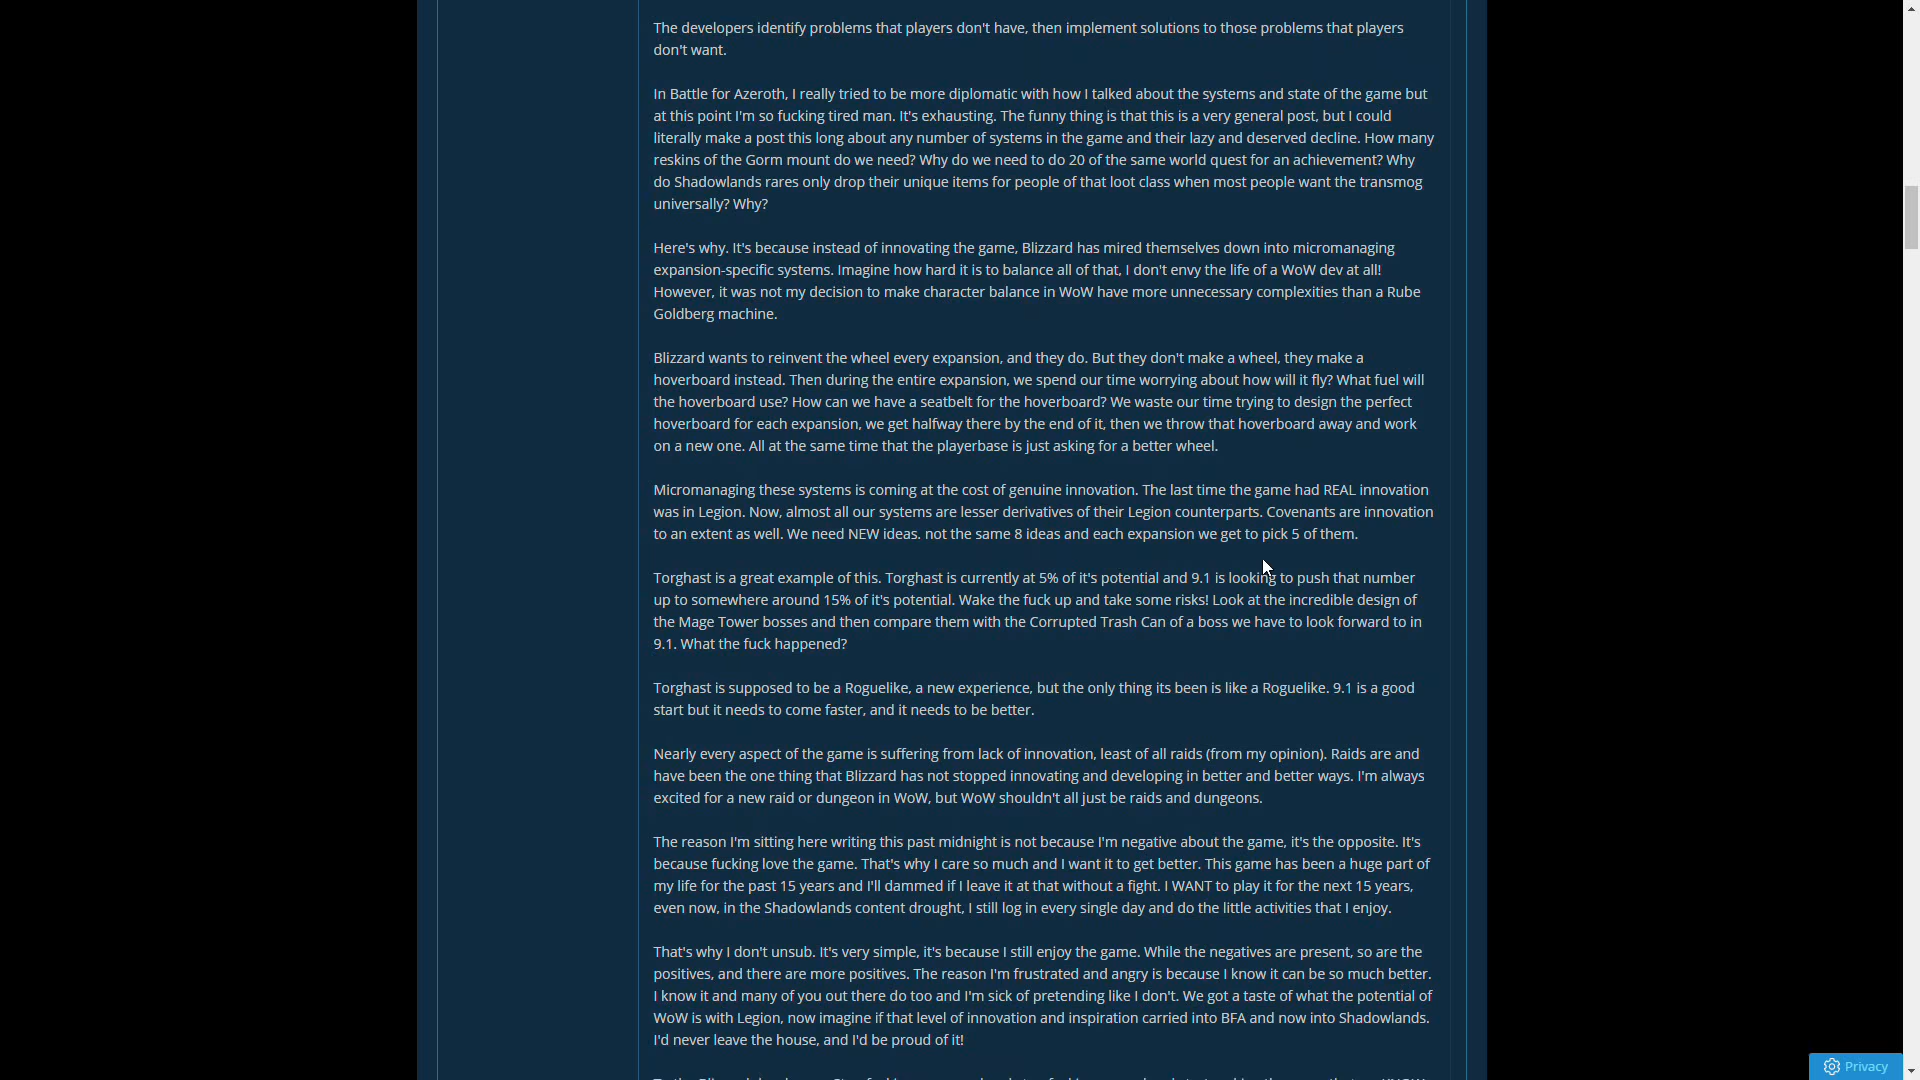 The developers identify problems that players don't have, then implement solutions to those problems that players
don't want.
In Battle for Azeroth, I really tried to be more diplomatic with how I talked about the systems and state of the game but
at this point I'm so fucking tired man. It's exhausting. The funny thing is that this is a very general post, but I could
literally make a post this long about any number of systems in the game and their lazy and deserved decline. How many
reskins of the Gorm mount do we need? Why do we need to do 20 of the same world quest for an achievement? Why
do Shadowlands rares only drop their unique items for people of that loot class when most people want the transmog
universally? Why?
Here's why. It's because instead of innovating the game, Blizzard has mired themselves down into micromanaging
expansion-specific systems. Imagine how hard it is to balance all of that, I don't envy the life of a WoW dev at all!
However, it was not my decision to make character balance in WoW have more unnecessary complexities than a Rube
Goldberg machine.
Blizzard wants to reinvent the wheel every expansion, and they do. But they don't make a wheel, they make a
hoverboard instead. Then during the entire expansion, we spend our time worrying about how will it fly? What fuel will
the hoverboard use? How can we have a seatbelt for the hoverboard? We waste our time trying to design the perfect
hoverboard for each expansion, we get halfway there by the end of it, then we throw that hoverboard away and work
on a new one. All at the same time that the playerbase is just asking for a better wheel.
Micromanaging these systems is coming at the cost of genuine innovation. The last time the game had REAL innovation
was in Legion. Now, almost all our systems are lesser derivatives of their Legion counterparts. Covenants are innovation
to an extent as well. We need NEW ideas. not the same 8 ideas and each expansion we get to pick 5 of them.
Torghast is a great example of this. Torghast is currently at 5% of it's potential and 9.1 is looking to push that number
up to somewhere around 15% of it's potential. Wake the fuck up and take some risks! Look at the incredible design of
the Mage Tower bosses and then compare them with the Corrupted Trash Can of a boss we have to look forward to in
9.1. What the fuck happened?
Torghast is supposed to be a Roguelike, a new experience, but the only thing its been is like a Roguelike. 9.1 is a good
start but it needs to come faster, and it needs to be better.
Nearly every aspect of the game is suffering from lack of innovation, least of all raids (from my opinion). Raids are and
have been the one thing that Blizzard has not stopped innovating and developing in better and better ways. I'm always
excited for a new raid or dungeon in WoW, but WoW shouldn't all just be raids and dungeons.
The reason I'm sitting here writing this past midnight is not because I'm negative about the game, it's the opposite. It's
because fucking love the game. That's why I care so much and I want it to get better. This game has been a huge part of
my life for the past 15 years and I'll dammed if I leave it at that without a fight. I WANT to play it for the next 15 years,
even now, in the Shadowlands content drought, I still log in every single day and do the little activities that I enjoy.
That's why I don't unsub. It's very simple, it's because I still enjoy the game. While the negatives are present, so are the
positives, and there are more positives. The reason I'm frustrated and angry is because I know it can be so much better.
I know it and many of you out there do too and I'm sick of pretending like I don't. We got a taste of what the potential of
WoW is with Legion, now imagine if that level of innovation and inspiration carried into BFA and now into Shadowlands.
I'd never leave the house, and I'd be proud of it!
Privacy